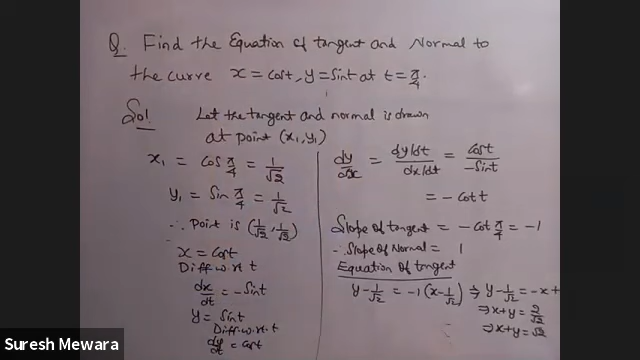 Q. Find the Equation of tangent and Normal to
the curve x = cost, y = sint at t = π/4.
Sol. Let the tangent and normal is drawn
at point (x₁, y₁)
x₁ = cos π/4 = 1/√2
y₁ = sin π/4 = 1/√2
∴ Point is (1/√2, 1/√2)
x = cost
Diff w.r.t t
dx/dt = -sint
y = sint
Diff w.r.t t
dy/dt = cost
dy/dx = (dy/dt)/(dx/dt) = cost/-sint
= - cot t
Slope of tangent = - cot π/4 = -1
∴ Slope of Normal = 1
Equation of tangent
y - 1/√2 = -1 (x - 1/√2) ⇒ y - 1/√2 = -x +
⇒ x+y = 2/√2
⇒ x+y = √2
Suresh Mewara